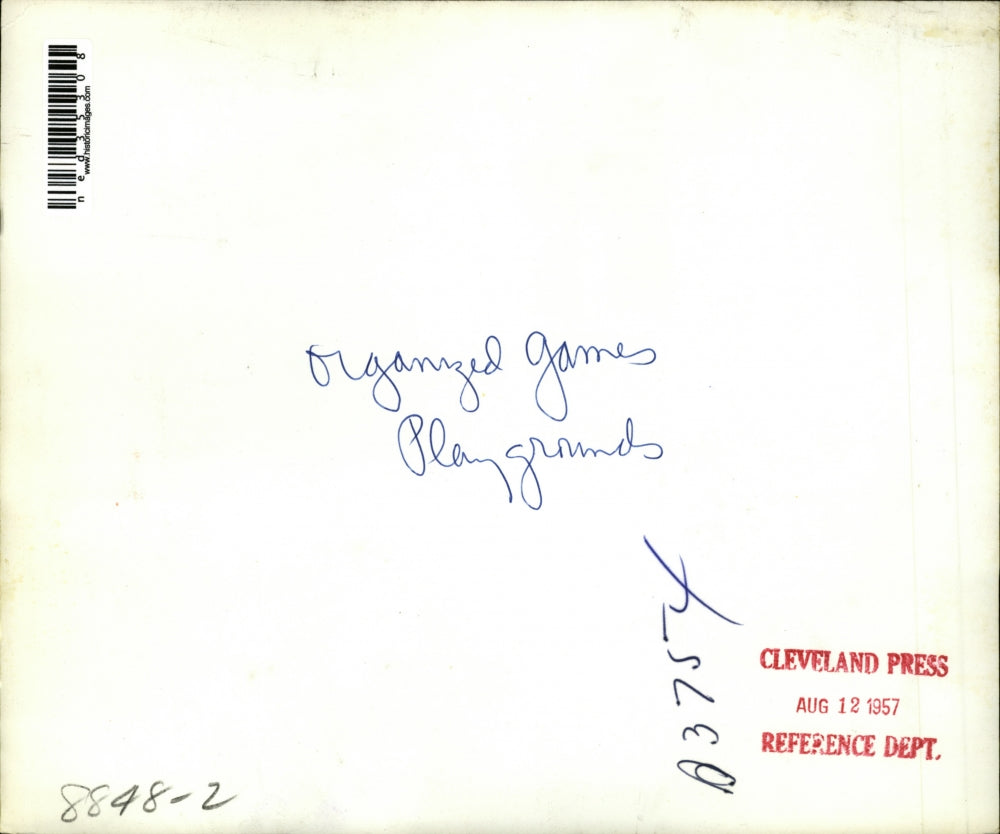 ned35308
www.historicimages.com
Organized Games
Playgrounds
CLEVELAND PRESS
AUG 12 1957
REFERENCE DEPT.
8848-2